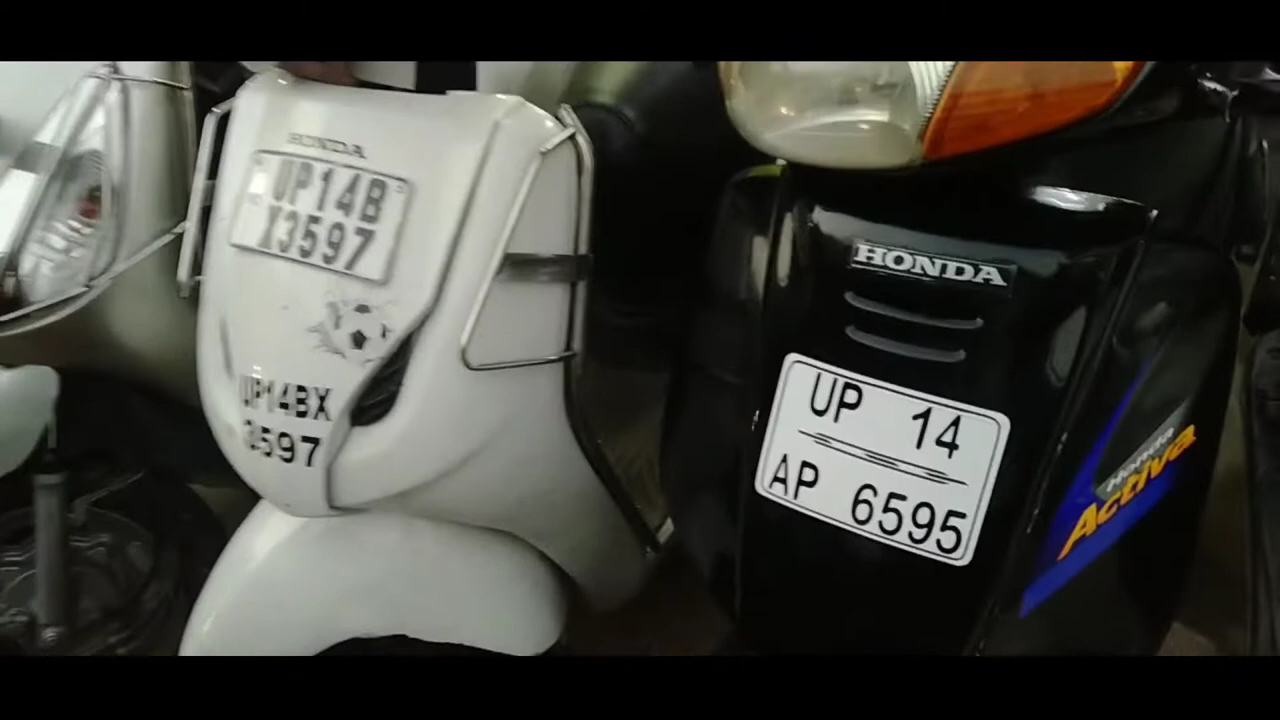 HONDA
UP14B
X3597
UP14BX
3597
HONDA
UP 14
AP 6595
Honda
Activa